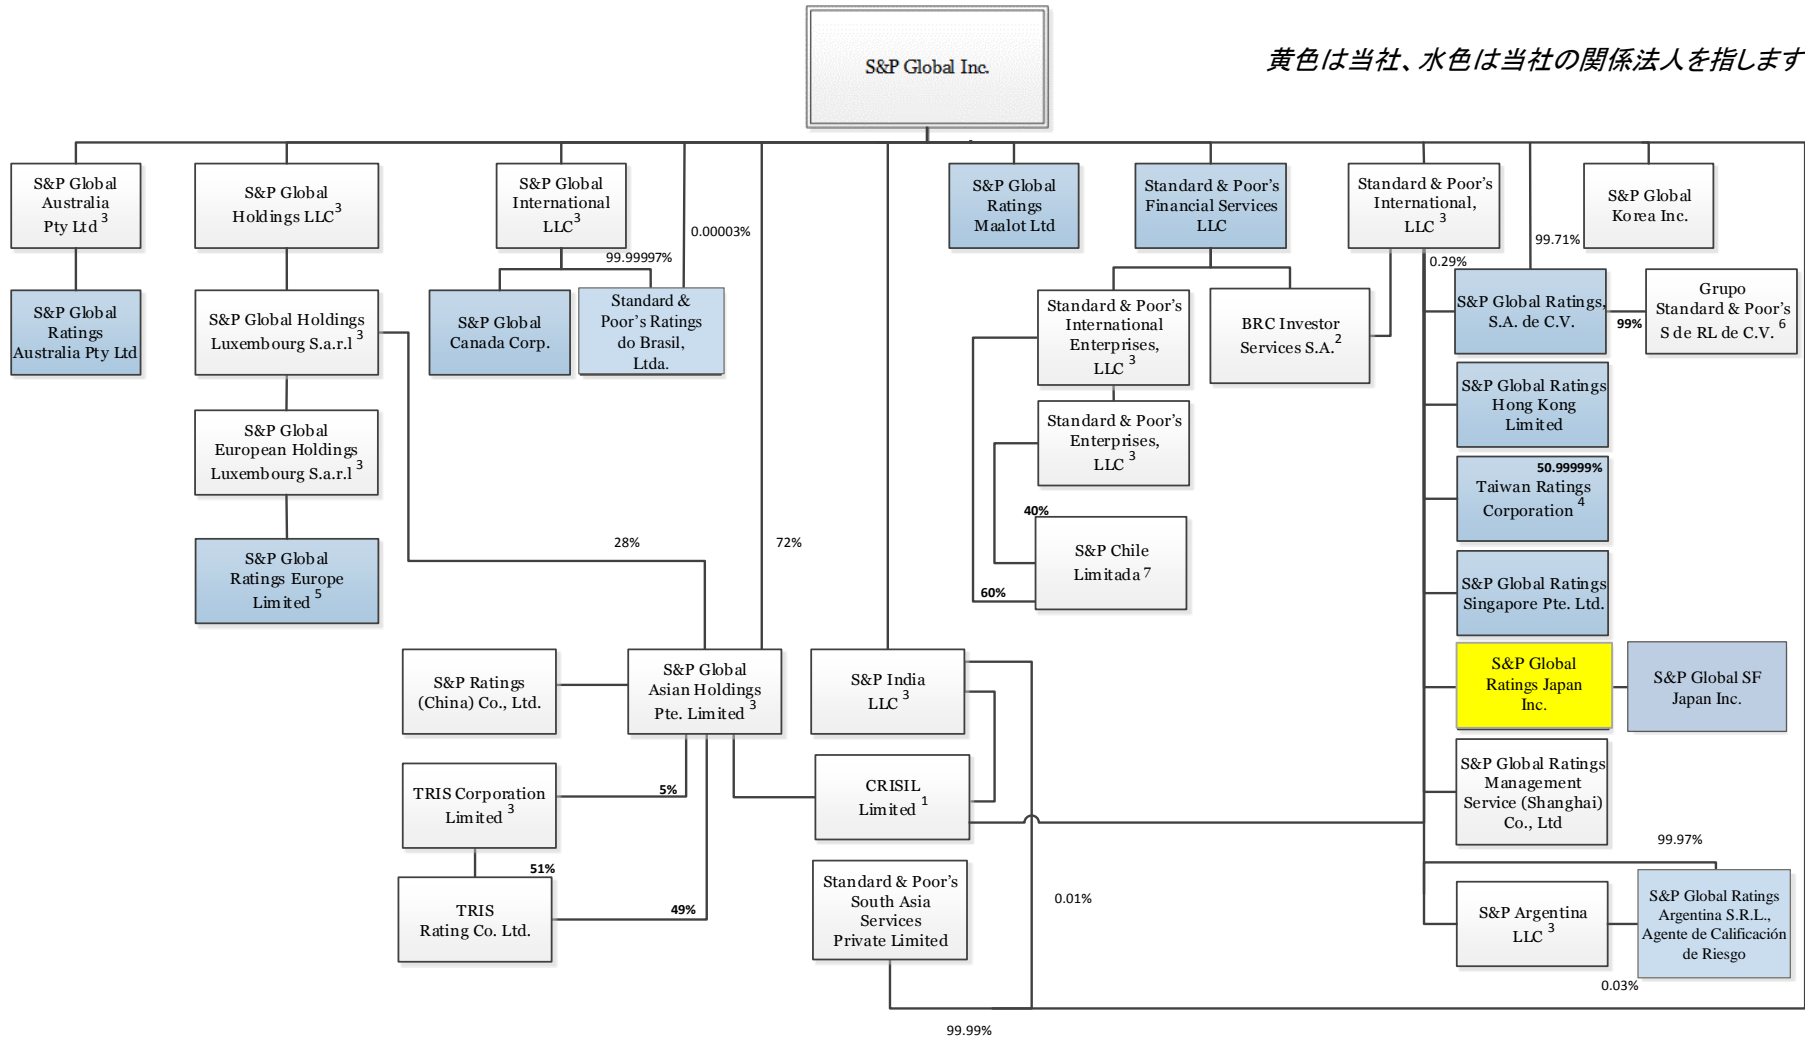 S&P Global Inc.
黄色は当社、水色は当社の関係法人を指します
S&P Global
Australia
Pty Ltd 3
S&P Global
Holdings LLC 3
S&P Global
International
LLC 3
0.00003%
99.99997%
S&P Global
Ratings
Maalot Ltd
Standard & Poor's
Financial Services
LLC
Standard & Poor's
International,
LLC 3
99.71%
0.29%
S&P Global
Korea Inc.
S&P Global
Ratings
Australia Pty Ltd
S&P Global Holdings
Luxembourg S.a.r.l 3
S&P Global
Canada Corp.
Standard &
Poor's Ratings
do Brasil,
Ltda.
Standard & Poor's
International
Enterprises,
LLC 3
BRC Investor
Services S.A. 2
S&P Global Ratings,
S.A. de C.V.
99%
Grupo
Standard & Poor's
S de RL de C.V. 6
S&P Global
European Holdings
Luxembourg S.a.r.l 3
Standard & Poor's
Enterprises,
LLC 3
S&P Global Ratings
Hong Kong
Limited
50.99999%
Taiwan Ratings
Corporation 4
S&P Global
Ratings Europe
Limited 5
28%
72%
40%
S&P Chile
Limitada 7
60%
S&P Global Ratings
Singapore Pte. Ltd.
S&P Ratings
(China) Co., Ltd.
S&P Global
Asian Holdings
Pte. Limited 3
S&P India
LLC 3
S&P Global
Ratings Japan
Inc.
S&P Global SF
Japan Inc.
TRIS Corporation
Limited 3
5%
CRISIL
Limited 1
S&P Global Ratings
Management
Service (Shanghai)
Co., Ltd
51%
TRIS
Rating Co. Ltd.
49%
Standard & Poor's
South Asia
Services
Private Limited
0.01%
99.97%
S&P Argentina
LLC 3
S&P Global Ratings
Argentina S.R.L.,
Agente de Calificación
de Riesgo
0.03%
99.99%